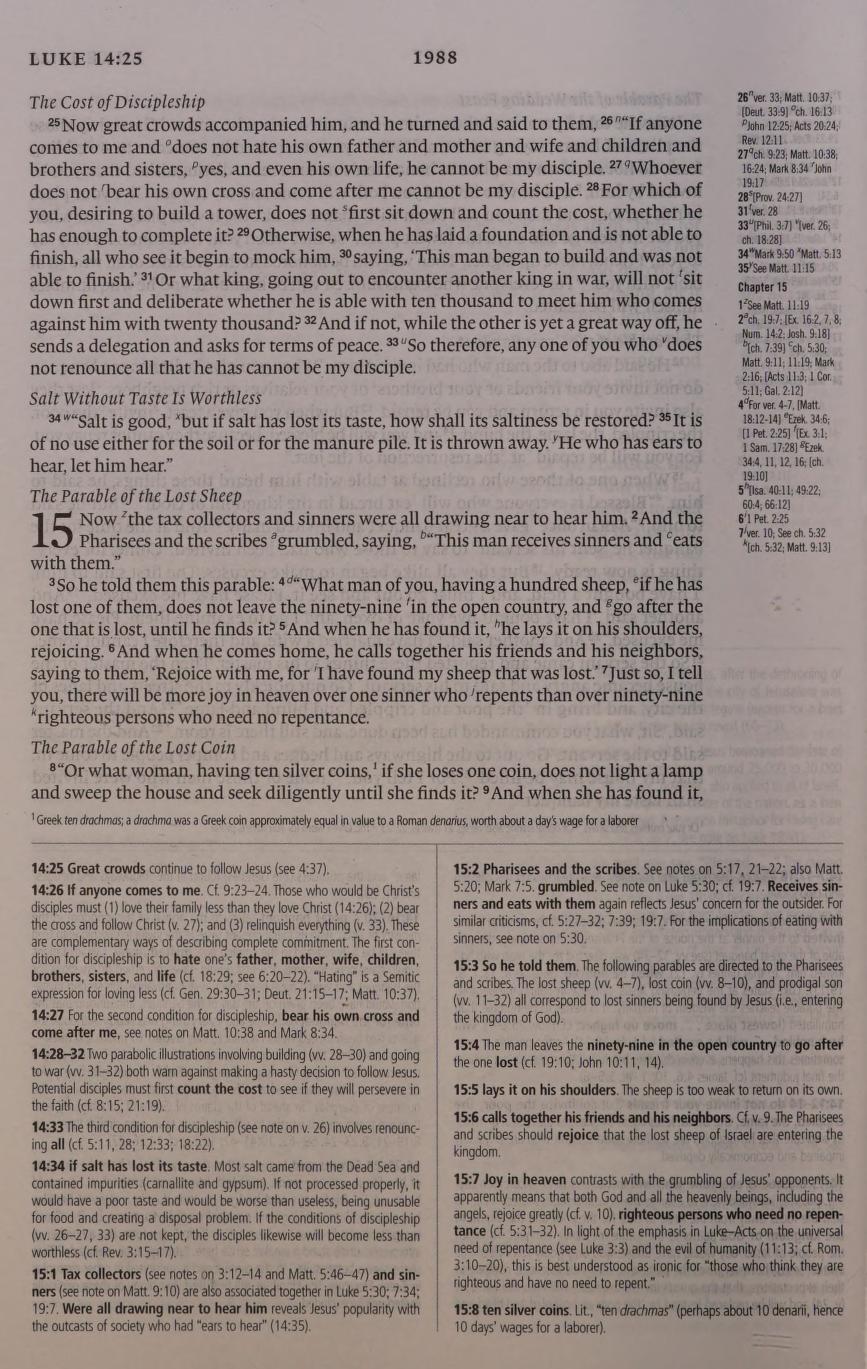 LUKE 14:25
1988
The Cost of Discipleship
25 Now great crowds accompanied him, and he turned and said to them, 26 n“If anyone
comes to me and o does not hate his own father and mother and wife and children and
brothers and sisters, p yes, and even his own life, he cannot be my disciple. 27 q Whoever
does not r bear his own cross and come after me cannot be my disciple. 28 For which of
you, desiring to build a tower, does not s first sit down and count the cost, whether he
has enough to complete it? 29 Otherwise, when he has laid a foundation and is not able to
finish, all who see it begin to mock him, 30 saying, ‘This man began to build and was not
able to finish.’ 31 Or what king, going out to encounter another king in war, will not t sit
down first and deliberate whether he is able with ten thousand to meet him who comes
against him with twenty thousand? 32 And if not, while the other is yet a great way off, he
sends a delegation and asks for terms of peace. 33 u So therefore, any one of you who v does
not renounce all that he has cannot be my disciple.
Salt Without Taste Is Worthless
34 w“Salt is good, x but if salt has lost its taste, how shall its saltiness be restored? 35 It is
of no use either for the soil or for the manure pile. It is thrown away. y He who has ears to
hear, let him hear.”
The Parable of the Lost Sheep
15 Now z the tax collectors and sinners were all drawing near to hear him. 2 And the
Pharisees and the scribes a grumbled, saying, b“This man receives sinners and c eats
with them.”
3 So he told them this parable: 4 d“What man of you, having a hundred sheep, e if he has
lost one of them, does not leave the ninety-nine f in the open country, and g go after the
one that is lost, until he finds it? 5 And when he has found it, h he lays it on his shoulders,
rejoicing. 6 And when he comes home, he calls together his friends and his neighbors,
saying to them, ‘Rejoice with me, for i I have found my sheep that was lost.’ 7 Just so, I tell
you, there will be more joy in heaven over one sinner who j repents than over ninety-nine
k righteous persons who need no repentance.
The Parable of the Lost Coin
8 “Or what woman, having ten silver coins,1 if she loses one coin, does not light a lamp
and sweep the house and seek diligently until she finds it? 9 And when she has found it,
1 Greek ten drachmas; a drachma was a Greek coin approximately equal in value to a Roman denarius, worth about a day’s wage for a laborer
26 n ver. 33; Matt. 10:37;
[Deut. 33:9] o ch. 16:13
p John 12:25; Acts 20:24;
Rev. 12:11
27 q ch. 9:23; Matt. 10:38;
16:24; Mark 8:34 r John
19:17
28 s [Prov. 24:27]
31 t ver. 28
33 u [Phil. 3:7] v [ver. 26;
ch. 18:28]
34 w Mark 9:50 x Matt. 5:13
35 y See Matt. 11:15
Chapter 15
1 z See Matt. 11:19
2 a ch. 19:7; [Ex. 16:2, 7, 8;
Num. 14:2; Josh. 9:18]
b [ch. 7:39] c ch. 5:30;
Matt. 9:11; 11:19; Mark
2:16; [Acts 11:3; 1 Cor.
5:11; Gal. 2:12]
4 d For ver. 4-7, [Matt.
18:12-14] e Ezek. 34:6;
[1 Pet. 2:25] f [Ex. 3:1;
1 Sam. 17:28] g Ezek.
34:4, 11, 12, 16; [ch.
19:10]
5 h [Isa. 40:11; 49:22;
60:4; 66:12]
6 i 1 Pet. 2:25
7 j ver. 10; See ch. 5:32
k [ch. 5:32; Matt. 9:13]
14:25 Great crowds continue to follow Jesus (see 4:37).
14:26 If anyone comes to me. Cf. 9:23–24. Those who would be Christ’s
disciples must (1) love their family less than they love Christ (14:26); (2) bear
the cross and follow Christ (v. 27); and (3) relinquish everything (v. 33). These
are complementary ways of describing complete commitment. The first con-
dition for discipleship is to hate one’s father, mother, wife, children,
brothers, sisters, and life (cf. 18:29; see 6:20–22). “Hating” is a Semitic
expression for loving less (cf. Gen. 29:30–31; Deut. 21:15–17; Matt. 10:37).
14:27 For the second condition for discipleship, bear his own cross and
come after me, see notes on Matt. 10:38 and Mark 8:34.
14:28–32 Two parabolic illustrations involving building (vv. 28–30) and going
to war (vv. 31–32) both warn against making a hasty decision to follow Jesus.
Potential disciples must first count the cost to see if they will persevere in
the faith (cf. 8:15; 21:19).
14:33 The third condition for discipleship (see note on v. 26) involves renounc-
ing all (cf. 5:11, 28; 12:33; 18:22).
14:34 if salt has lost its taste. Most salt came from the Dead Sea and
contained impurities (carnallite and gypsum). If not processed properly, it
would have a poor taste and would be worse than useless, being unusable
for food and creating a disposal problem. If the conditions of discipleship
(vv. 26–27, 33) are not kept, the disciples likewise will become less than
worthless (cf. Rev. 3:15–17).
15:1 Tax collectors (see notes on 3:12–14 and Matt. 5:46–47) and sin-
ners (see note on Matt. 9:10) are also associated together in Luke 5:30; 7:34;
19:7. Were all drawing near to hear him reveals Jesus’ popularity with
the outcasts of society who had “ears to hear” (14:35).
15:2 Pharisees and the scribes. See notes on 5:17, 21–22; also Matt.
5:20; Mark 7:5. grumbled. See note on Luke 5:30; cf. 19:7. Receives sin-
ners and eats with them again reflects Jesus’ concern for the outsider. For
similar criticisms, cf. 5:27–32; 7:39; 19:7. For the implications of eating with
sinners, see note on 5:30.
15:3 So he told them. The following parables are directed to the Pharisees
and scribes. The lost sheep (vv. 4–7), lost coin (vv. 8–10), and prodigal son
(vv. 11–32) all correspond to lost sinners being found by Jesus (i.e., entering
the kingdom of God).
15:4 The man leaves the ninety-nine in the open country to go after
the one lost (cf. 19:10; John 10:11, 14).
15:5 lays it on his shoulders. The sheep is too weak to return on its own.
15:6 calls together his friends and his neighbors. Cf. v. 9. The Pharisees
and scribes should rejoice that the lost sheep of Israel are entering the
kingdom.
15:7 Joy in heaven contrasts with the grumbling of Jesus’ opponents. It
apparently means that both God and all the heavenly beings, including the
angels, rejoice greatly (cf. v. 10). righteous persons who need no repen-
tance (cf. 5:31–32). In light of the emphasis in Luke–Acts on the universal
need of repentance (see Luke 3:3) and the evil of humanity (11:13; cf. Rom.
3:10–20), this is best understood as ironic for “those who think they are
righteous and have no need to repent.”
15:8 ten silver coins. Lit., “ten drachmas” (perhaps about 10 denarii, hence
10 days’ wages for a laborer).